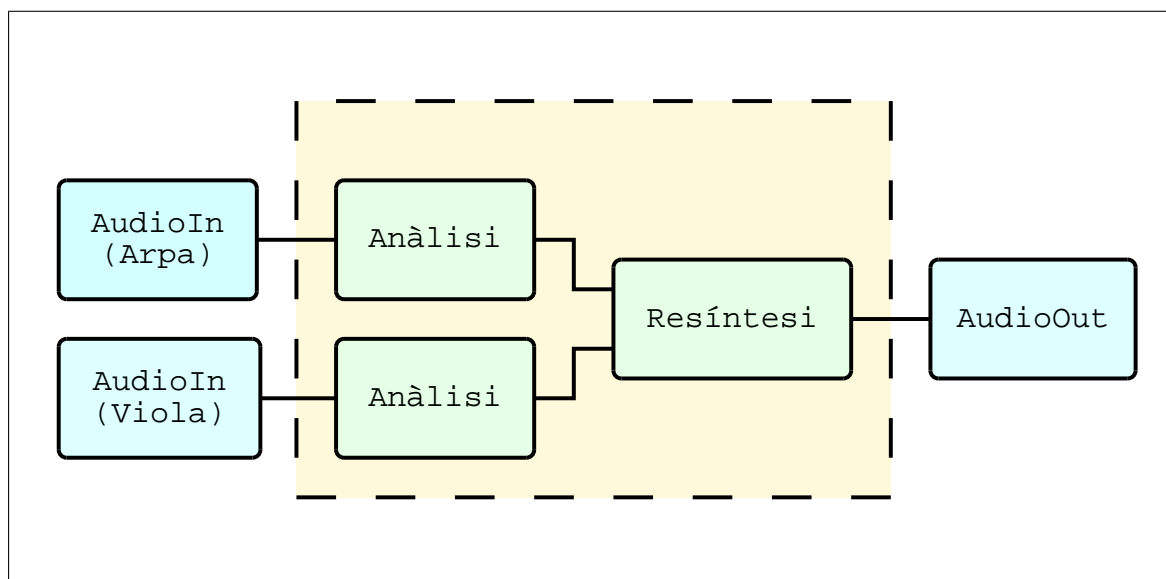 AudioIn
(Arpa)
Anàlisi
AudioIn
(Viola)
Anàlisi
Resíntesi
AudioOut